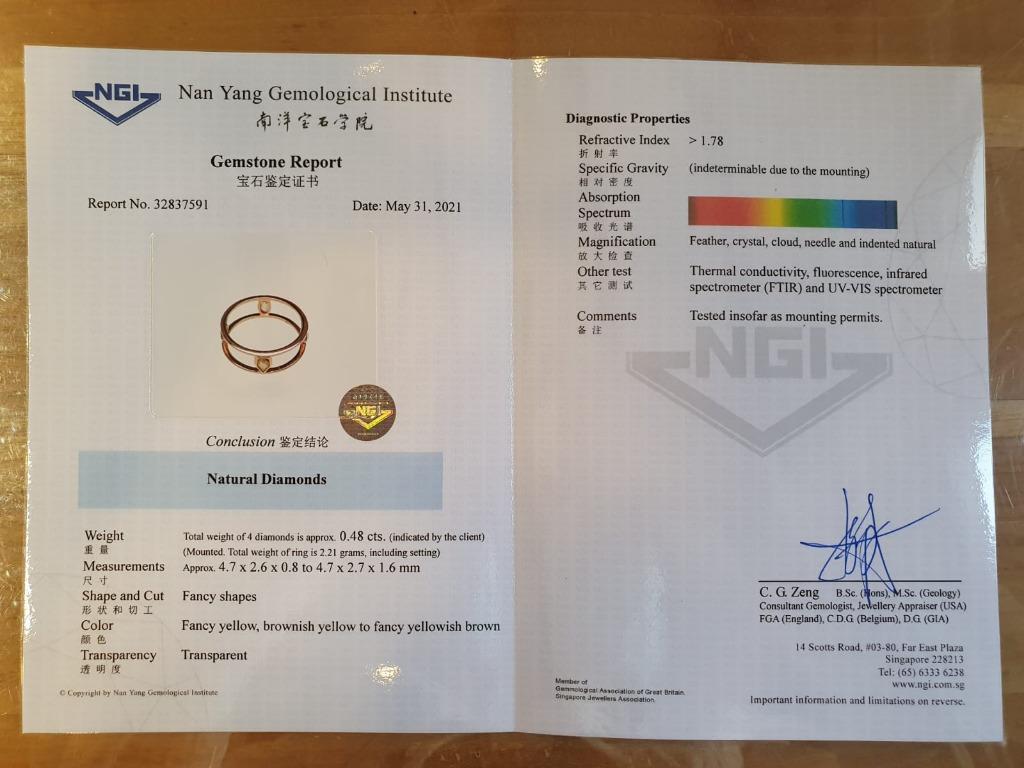 NGI
Nan Yang Gemological Institute
南洋宝石学院
Gemstone Report
宝石鉴定证书
Report No. 32837591
Date: May 31, 2021
NGI
Conclusion 鉴定结论
Natural Diamonds
Weight
重量
Total weight of 4 diamonds is approx. 0.48 cts. (indicated by the client)
(Mounted. Total weight of ring is 2.21 grams, including setting)
Measurements
尺寸
Approx. 4.7 x 2.6 x 0.8 to 4.7 x 2.7 x 1.6 mm
Shape and Cut
形状和切工
Fancy shapes
Color
颜色
Fancy yellow, brownish yellow to fancy yellowish brown
Transparency
透明度
Transparent
© Copyright by Nan Yang Gemological Institute
Diagnostic Properties
Refractive Index
折射率
> 1.78
Specific Gravity
相对密度
(indeterminable due to the mounting)
Absorption
Spectrum
吸收光谱
Magnification
放大检查
Feather, crystal, cloud, needle and indented natural
Other test
其它测试
Thermal conductivity, fluorescence, infrared
spectrometer (FTIR) and UV-VIS spectrometer
Comments
备注
Tested insofar as mounting permits.
NGI
C. G. Zeng B.Sc. (Hons), M.Sc. (Geology)
Consultant Gemologist, Jewellery Appraiser (USA)
FGA (England), C.D.G. (Belgium), D.G. (GIA)
14 Scotts Road, #03-80, Far East Plaza
Singapore 228213
Tel: (65) 6333 6238
www.ngi.com.sg
Member of
Gemmological Association of Great Britain.
Singapore Jewellers Association.
Important information and limitations on reverse.